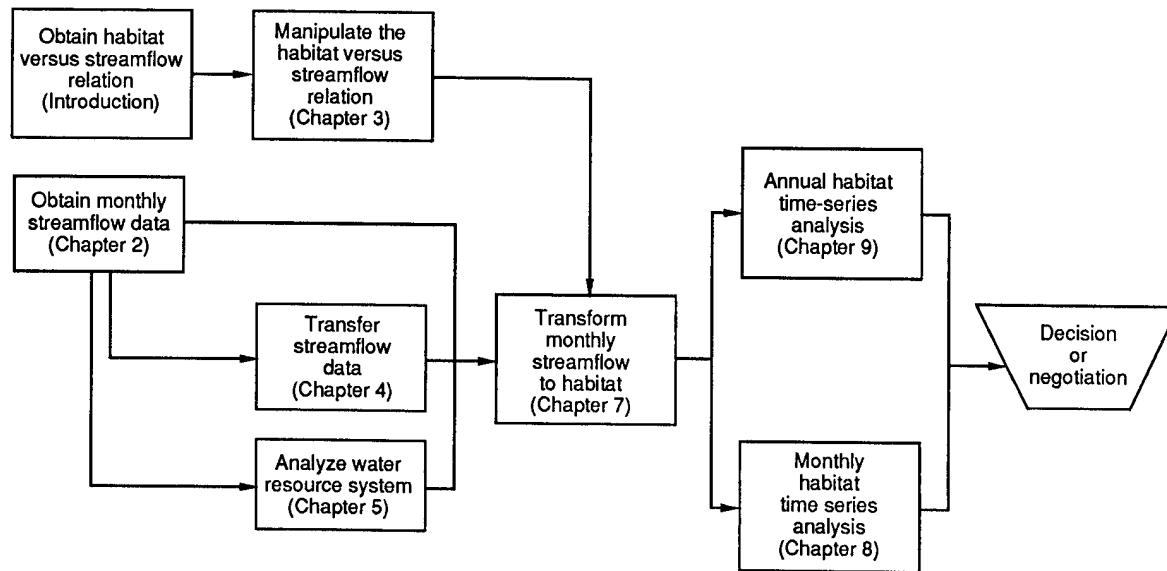 Obtain habitat
versus streamflow
relation
(Introduction)
Manipulate the
habitat versus
streamflow
relation
(Chapter 3)
Obtain monthly
streamflow data
(Chapter 2)
Transfer
streamflow
data
(Chapter 4)
Analyze water
resource system
(Chapter 5)
Transform
monthly
streamflow
to habitat
(Chapter 7)
Annual habitat
time-series
analysis
(Chapter 9)
Monthly
habitat
time series
analysis
(Chapter 8)
Decision
or
negotiation